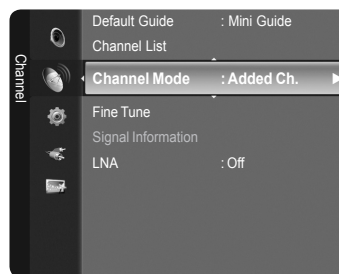 Channel
Default Guide : Mini Guide
Channel List
Channel Mode : Added Ch.
Fine Tune
Signal Information
LNA : Off